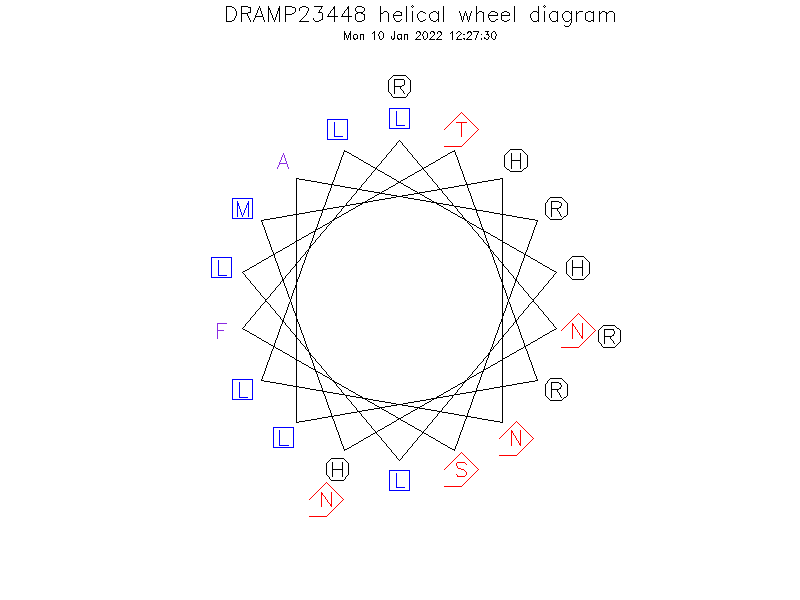 DRAMP23448 helical wheel diagram
Mon 10 Jan 2022 12:27:30
R
L
L T
A H
M R
L H
F N R
L R
L N
H L S
N